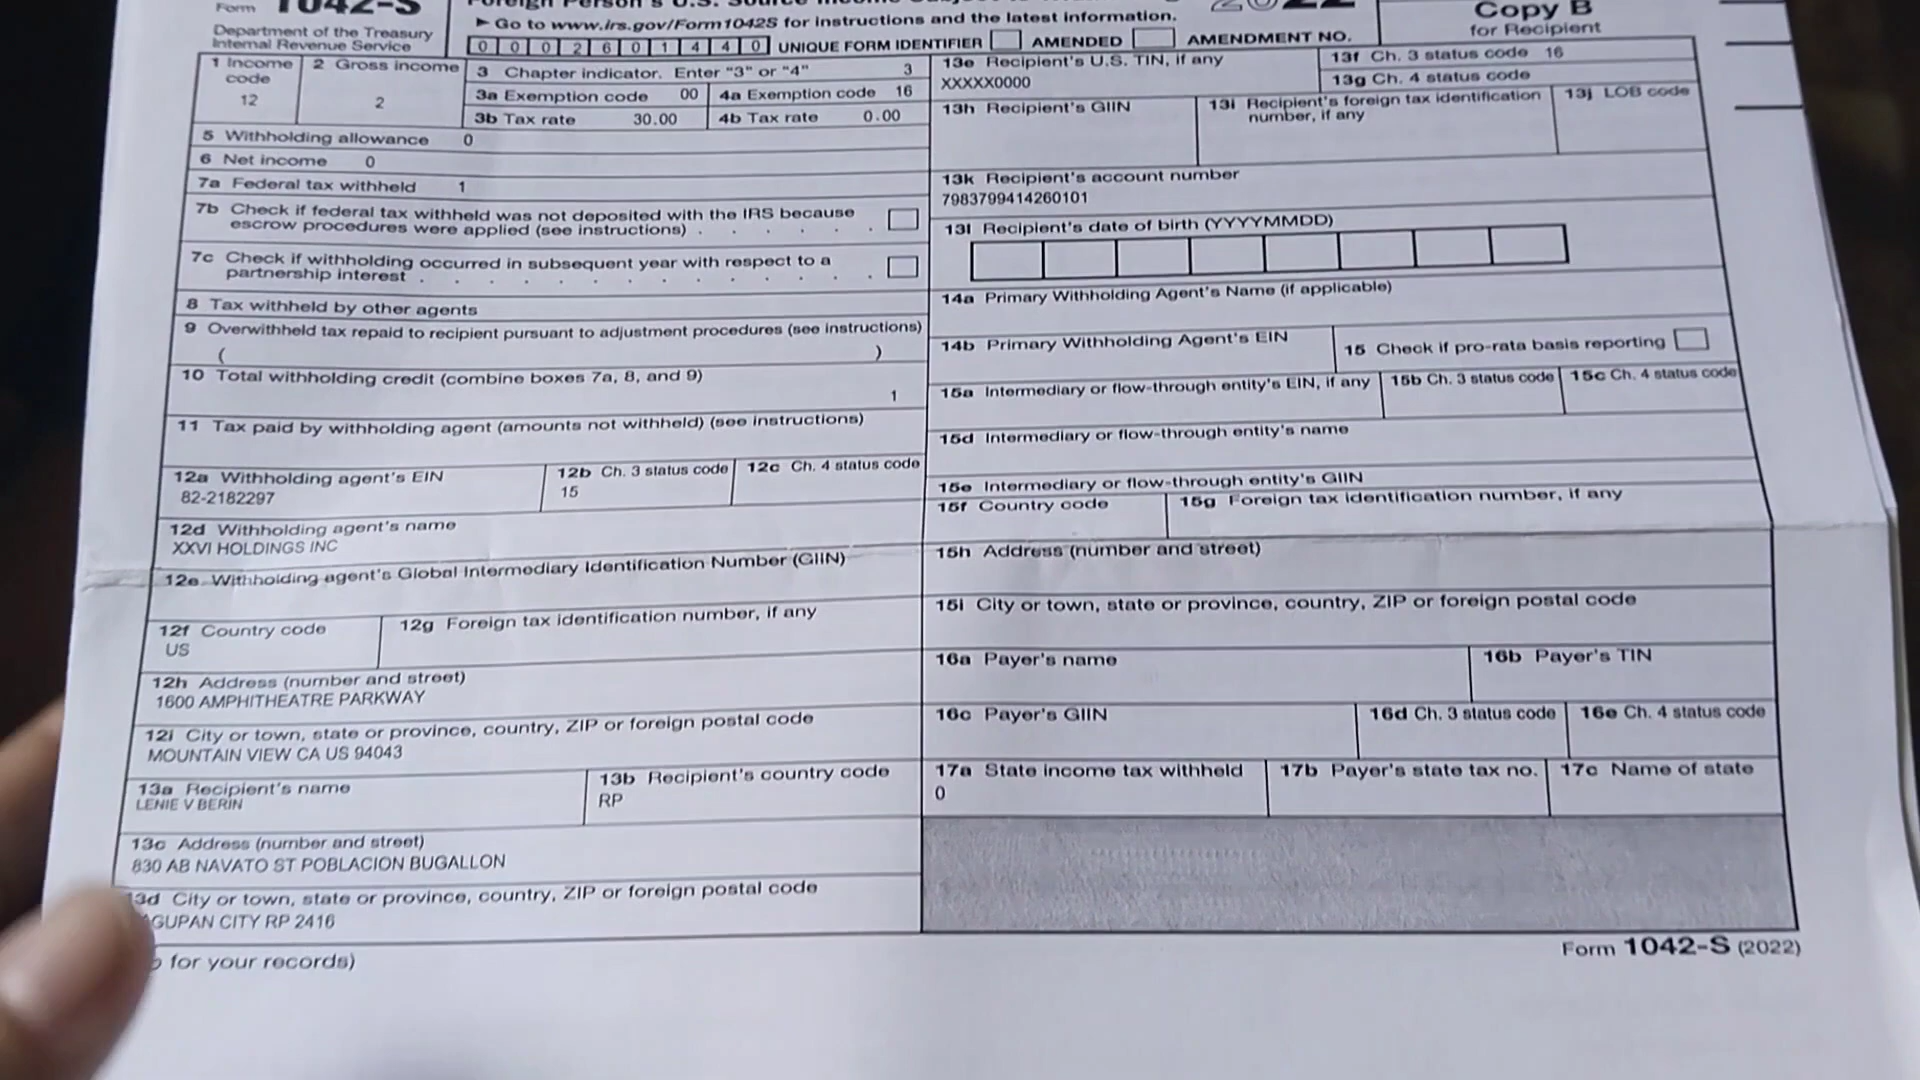 Form 1042-S
Department of the Treasury
Internal Revenue Service
► Go to www.irs.gov/Form1042S for instructions and the latest information.
2022
Copy B
for Recipient
0 0 0 2 6 0 1 4 4 0 UNIQUE FORM IDENTIFIER AMENDED AMENDMENT NO.
1 Income code
12
2 Gross income
2
3 Chapter indicator. Enter "3" or "4" 3
3a Exemption code 00
4a Exemption code 16
3b Tax rate 30.00
4b Tax rate 0.00
5 Withholding allowance 0
6 Net income 0
7a Federal tax withheld 1
7b Check if federal tax withheld was not deposited with the IRS because
escrow procedures were applied (see instructions) . . . . . .
7c Check if withholding occurred in subsequent year with respect to a
partnership interest . . . . . . . . . . . .
8 Tax withheld by other agents
9 Overwithheld tax repaid to recipient pursuant to adjustment procedures (see instructions)
( )
10 Total withholding credit (combine boxes 7a, 8, and 9)
1
11 Tax paid by withholding agent (amounts not withheld) (see instructions)
12a Withholding agent's EIN
82-2182297
12b Ch. 3 status code
15
12c Ch. 4 status code
12d Withholding agent's name
XXVI HOLDINGS INC
12e Withholding agent's Global Intermediary Identification Number (GIIN)
12f Country code
US
12g Foreign tax identification number, if any
12h Address (number and street)
1600 AMPHITHEATRE PARKWAY
12i City or town, state or province, country, ZIP or foreign postal code
MOUNTAIN VIEW CA US 94043
13a Recipient's name
LENIE V BERIN
13b Recipient's country code
RP
13c Address (number and street)
830 AB NAVATO ST POBLACION BUGALLON
13d City or town, state or province, country, ZIP or foreign postal code
AGUPAN CITY RP 2416
for your records)
13e Recipient's U.S. TIN, if any
XXXXX0000
13f Ch. 3 status code 16
13g Ch. 4 status code
13h Recipient's GIIN
13i Recipient's foreign tax identification
number, if any
13j LOB code
13k Recipient's account number
7983799414260101
13l Recipient's date of birth (YYYYMMDD)
14a Primary Withholding Agent's Name (if applicable)
14b Primary Withholding Agent's EIN
15 Check if pro-rata basis reporting
15a Intermediary or flow-through entity's EIN, if any
15b Ch. 3 status code
15c Ch. 4 status code
15d Intermediary or flow-through entity's name
15e Intermediary or flow-through entity's GIIN
15f Country code
15g Foreign tax identification number, if any
15h Address (number and street)
15i City or town, state or province, country, ZIP or foreign postal code
16a Payer's name
16b Payer's TIN
16c Payer's GIIN
16d Ch. 3 status code
16e Ch. 4 status code
17a State income tax withheld
0
17b Payer's state tax no.
17c Name of state
Form 1042-S (2022)